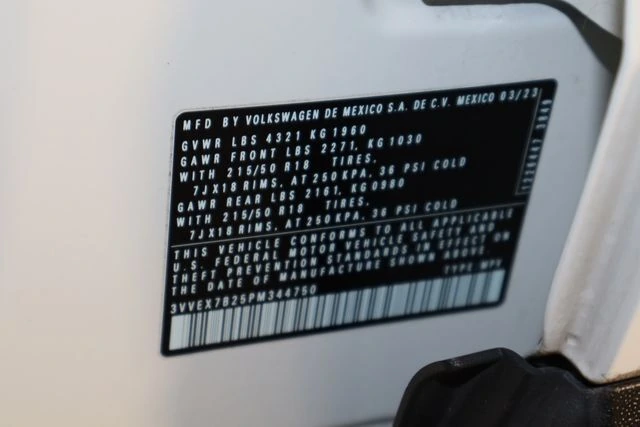 MFD BY VOLKSWAGEN DE MEXICO S.A. DE C.V. MEXICO 03/23
GVWR LBS 4321 KG 1960
GAWR FRONT LBS 2271, KG 1030
WITH 215/50 R18 TIRES,
7JX18 RIMS, AT 250 KPA, 36 PSI COLD
GAWR REAR LBS 2161, KG 0980
WITH 215/50 R18 TIRES,
7JX18 RIMS, AT 250 KPA, 36 PSI COLD
THIS VEHICLE CONFORMS TO ALL APPLICABLE
U.S. FEDERAL MOTOR VEHICLE SAFETY AND
THEFT PREVENTION STANDARDS IN EFFECT ON
THE DATE OF MANUFACTURE SHOWN ABOVE
3VVEX7B25PM344750 TYPE